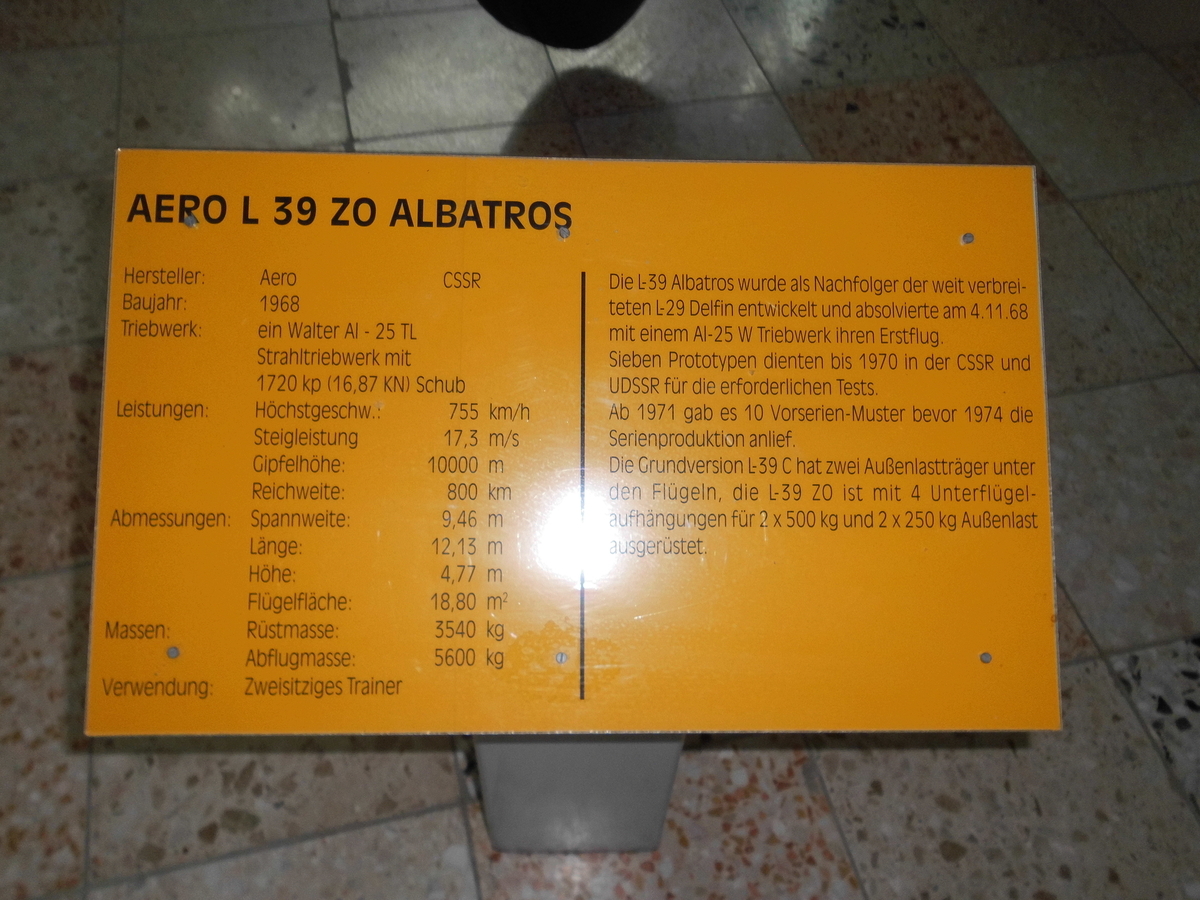 AERO L 39 ZO ALBATROS
Hersteller: Aero CSSR
Baujahr: 1968
Triebwerk: ein Walter AI - 25 TL
Strahltriebwerk mit
1720 kp (16,87 KN) Schub
Leistungen: Höchstgeschw.: 755 km/h
Steigleistung 17,3 m/s
Gipfelhöhe: 10000 m
Reichweite: 800 km
Abmessungen: Spannweite: 9,46 m
Länge: 12,13 m
Höhe: 4,77 m
Flügelfläche: 18,80 m²
Massen: Rüstmasse: 3540 kg
Abflugmasse: 5600 kg
Verwendung: Zweisitziges Trainer
Die L-39 Albatros wurde als Nachfolger der weit verbrei-
teten L-29 Delfin entwickelt und absolvierte am 4.11.68
mit einem AI-25 W Triebwerk ihren Erstflug.
Sieben Prototypen dienten bis 1970 in der CSSR und
UDSSR für die erforderlichen Tests.
Ab 1971 gab es 10 Vorserien-Muster bevor 1974 die
Serienproduktion anlief.
Die Grundversion L-39 C hat zwei Außenlastträger unter
den Flügeln, die L-39 ZO ist mit 4 Unterflügel-
aufhängungen für 2 x 500 kg und 2 x 250 kg Außenlast
ausgerüstet.